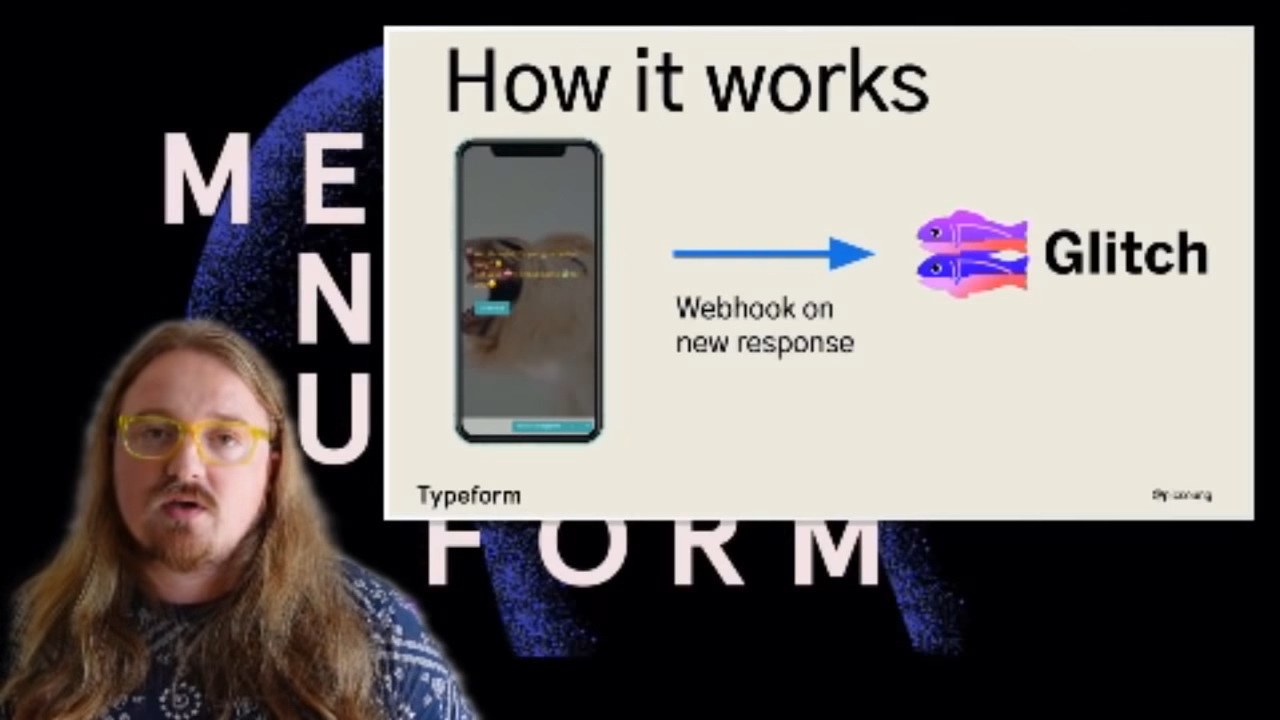 How it works
M E
N
U
Glitch
Webhook on
new response
Typeform
F O R M